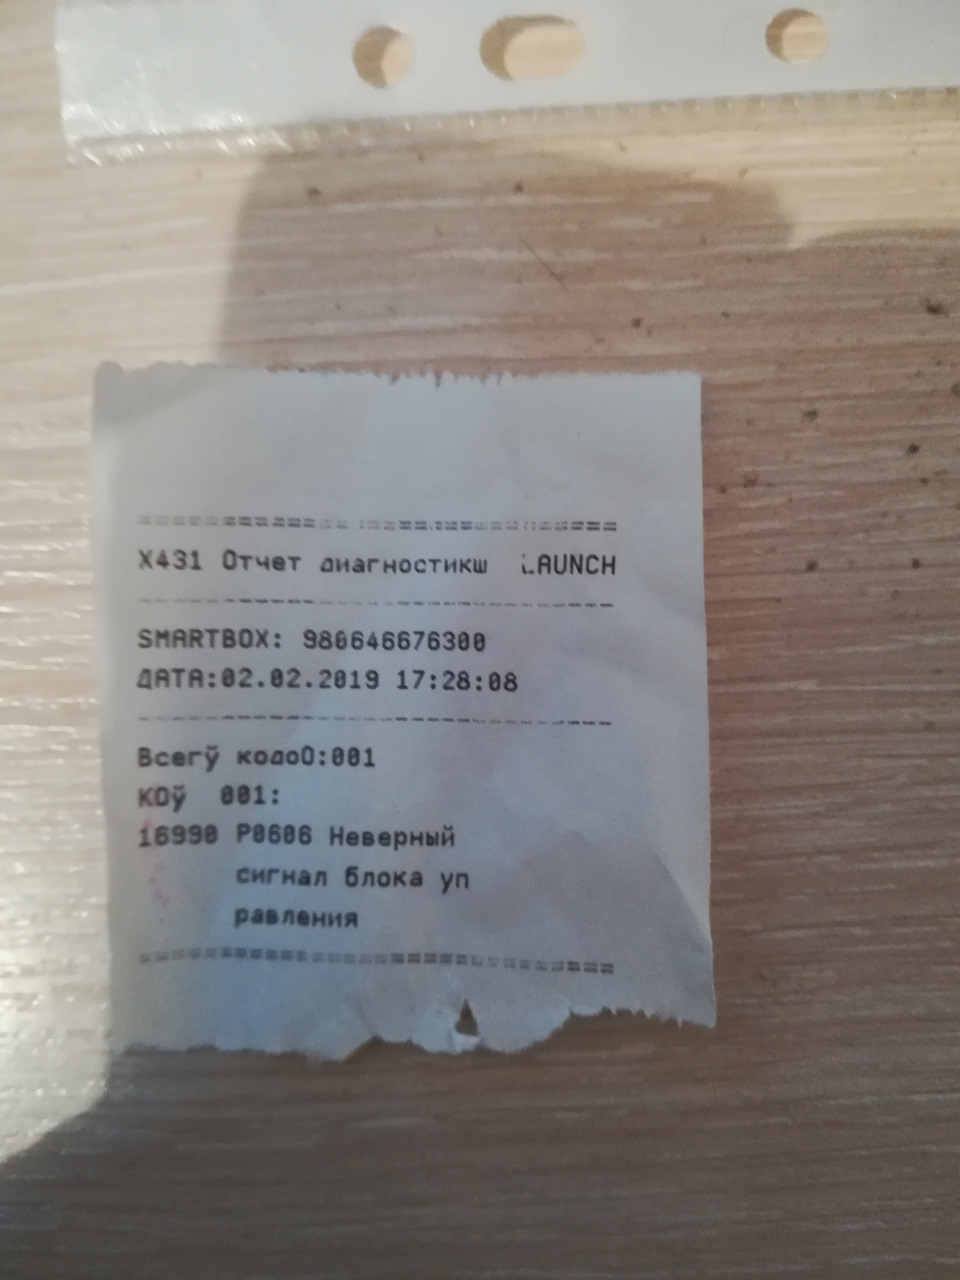 ==============================
X431 Отчет диагностикш LAUNCH
------------------------------
SMARTBOX: 980646676300
ДАТА:02.02.2019 17:28:08
------------------------------
Всегў кодоО:001
КОў 001:
16990 P0606 Неверный
сигнал блока уп
равления
==============================